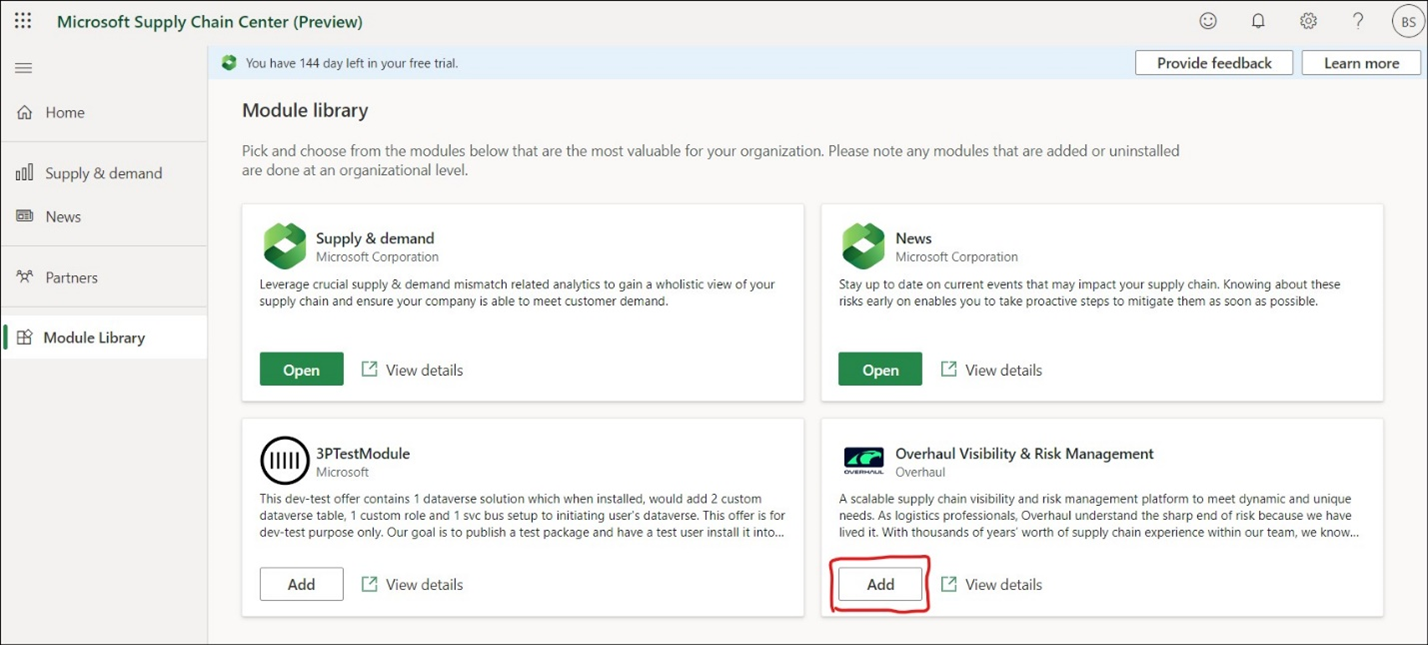 Microsoft Supply Chain Center (Preview)
BS
You have 144 day left in your free trial.
Provide feedback
Learn more
Home
Supply & demand
News
Partners
Module Library
Module library
Pick and choose from the modules below that are the most valuable for your organization. Please note any modules that are added or uninstalled
are done at an organizational level.
Supply & demand
Microsoft Corporation
Leverage crucial supply & demand mismatch related analytics to gain a wholistic view of your
supply chain and ensure your company is able to meet customer demand.
Open
View details
News
Microsoft Corporation
Stay up to date on current events that may impact your supply chain. Knowing about these
risks early on enables you to take proactive steps to mitigate them as soon as possible.
Open
View details
3PTestModule
Microsoft
This dev-test offer contains 1 dataverse solution which when installed, would add 2 custom
dataverse table, 1 custom role and 1 svc bus setup to initiating user's dataverse. This offer is for
dev-test purpose only. Our goal is to publish a test package and have a test user install it into...
Add
View details
OVERHAUL
Overhaul Visibility & Risk Management
Overhaul
A scalable supply chain visibility and risk management platform to meet dynamic and unique
needs. As logistics professionals, Overhaul understand the sharp end of risk because we have
lived it. With thousands of years' worth of supply chain experience within our team, we know...
Add
View details